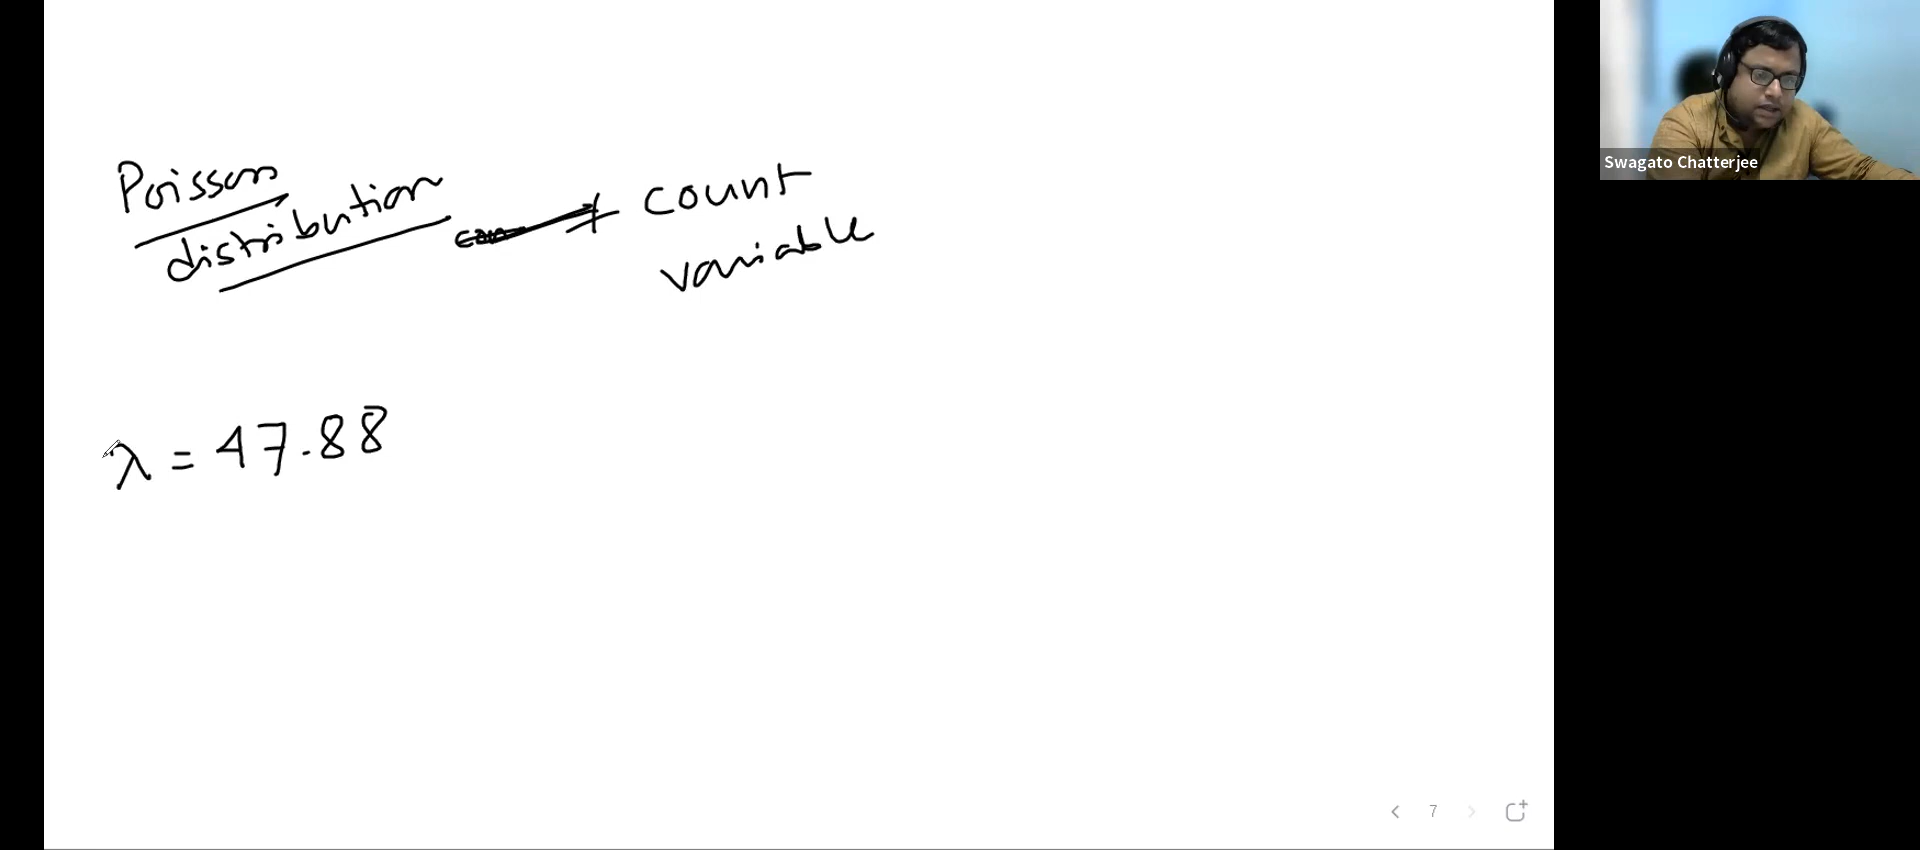 Poisson
distribution
count
variable
λ = 47.88
Swagato Chatterjee
7